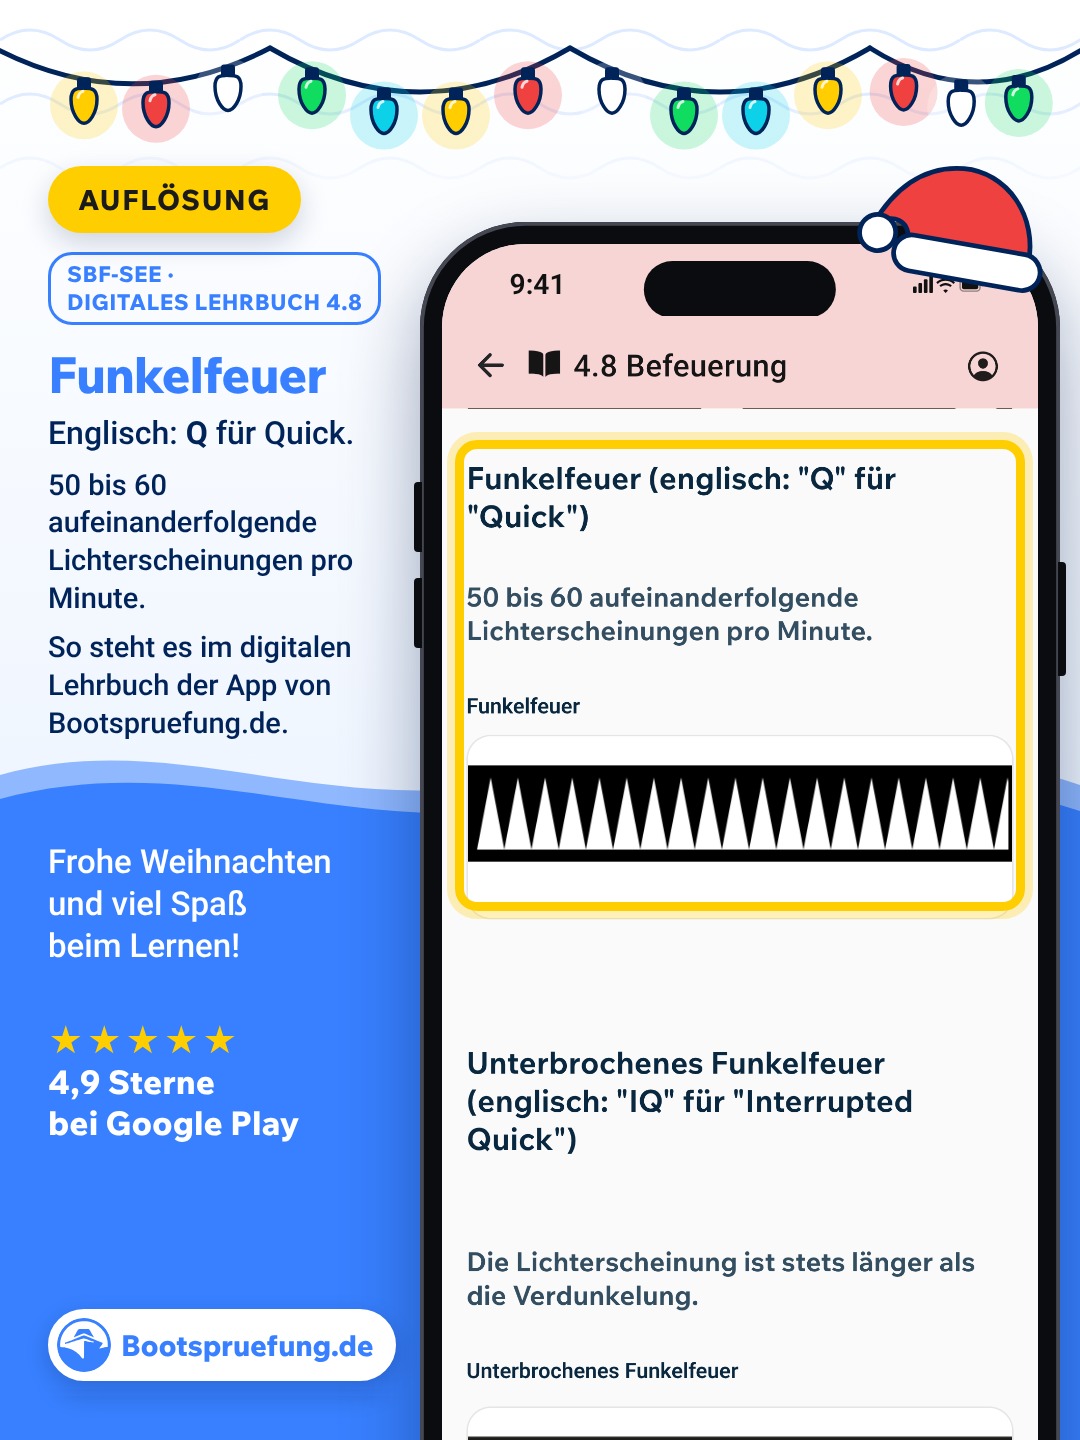 AUFLÖSUNG
SBF-SEE ·
DIGITALES LEHRBUCH 4.8
Funkelfeuer
Englisch: Q für Quick.
50 bis 60
aufeinanderfolgende
Lichterscheinungen pro
Minute.
So steht es im digitalen
Lehrbuch der App von
Bootspruefung.de.
Frohe Weihnachten
und viel Spaß
beim Lernen!
★★★★★
4,9 Sterne
bei Google Play
Bootspruefung.de
9:41
4.8 Befeuerung
Funkelfeuer (englisch: "Q" für
"Quick")
50 bis 60 aufeinanderfolgende
Lichterscheinungen pro Minute.
Funkelfeuer
Unterbrochenes Funkelfeuer
(englisch: "IQ" für "Interrupted
Quick")
Die Lichterscheinung ist stets länger als
die Verdunkelung.
Unterbrochenes Funkelfeuer